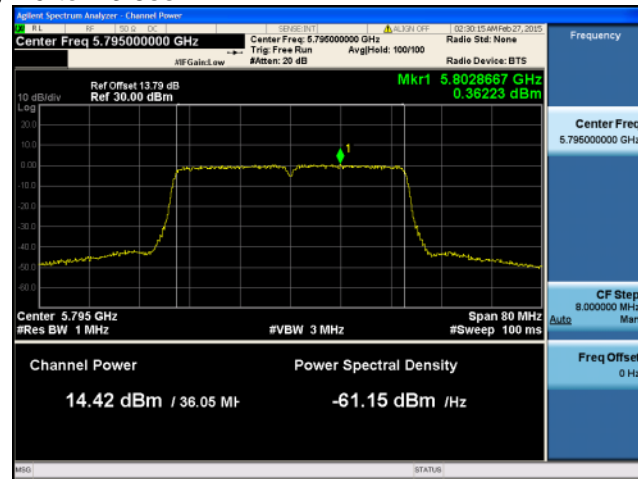 Agilent Spectrum Analyzer - Channel Power
RL RF 50 Ω DC SENSE:INT ALIGN OFF 02:30:15 AM Feb 27, 2015
Center Freq 5.795000000 GHz
Center Freq: 5.795000000 GHz
Radio Std: None
Trig: Free Run Avg|Hold: 100/100
#IFGain:Low #Atten: 20 dB Radio Device: BTS
Frequency
Mkr1 5.8028667 GHz
0.36223 dBm
Ref Offset 13.79 dB
10 dB/div Ref 30.00 dBm
Log
20.0
10.0
0.00
-10.0
-20.0
-30.0
-40.0
-50.0
-60.0
1
Center 5.795 GHz Span 80 MHz
#Res BW 1 MHz #VBW 3 MHz #Sweep 100 ms
Channel Power Power Spectral Density
14.42 dBm / 36.05 MH -61.15 dBm /Hz
Center Freq
5.795000000 GHz
CF Step
8.000000 MHz
Auto Man
Freq Offset
0 Hz
MSG STATUS